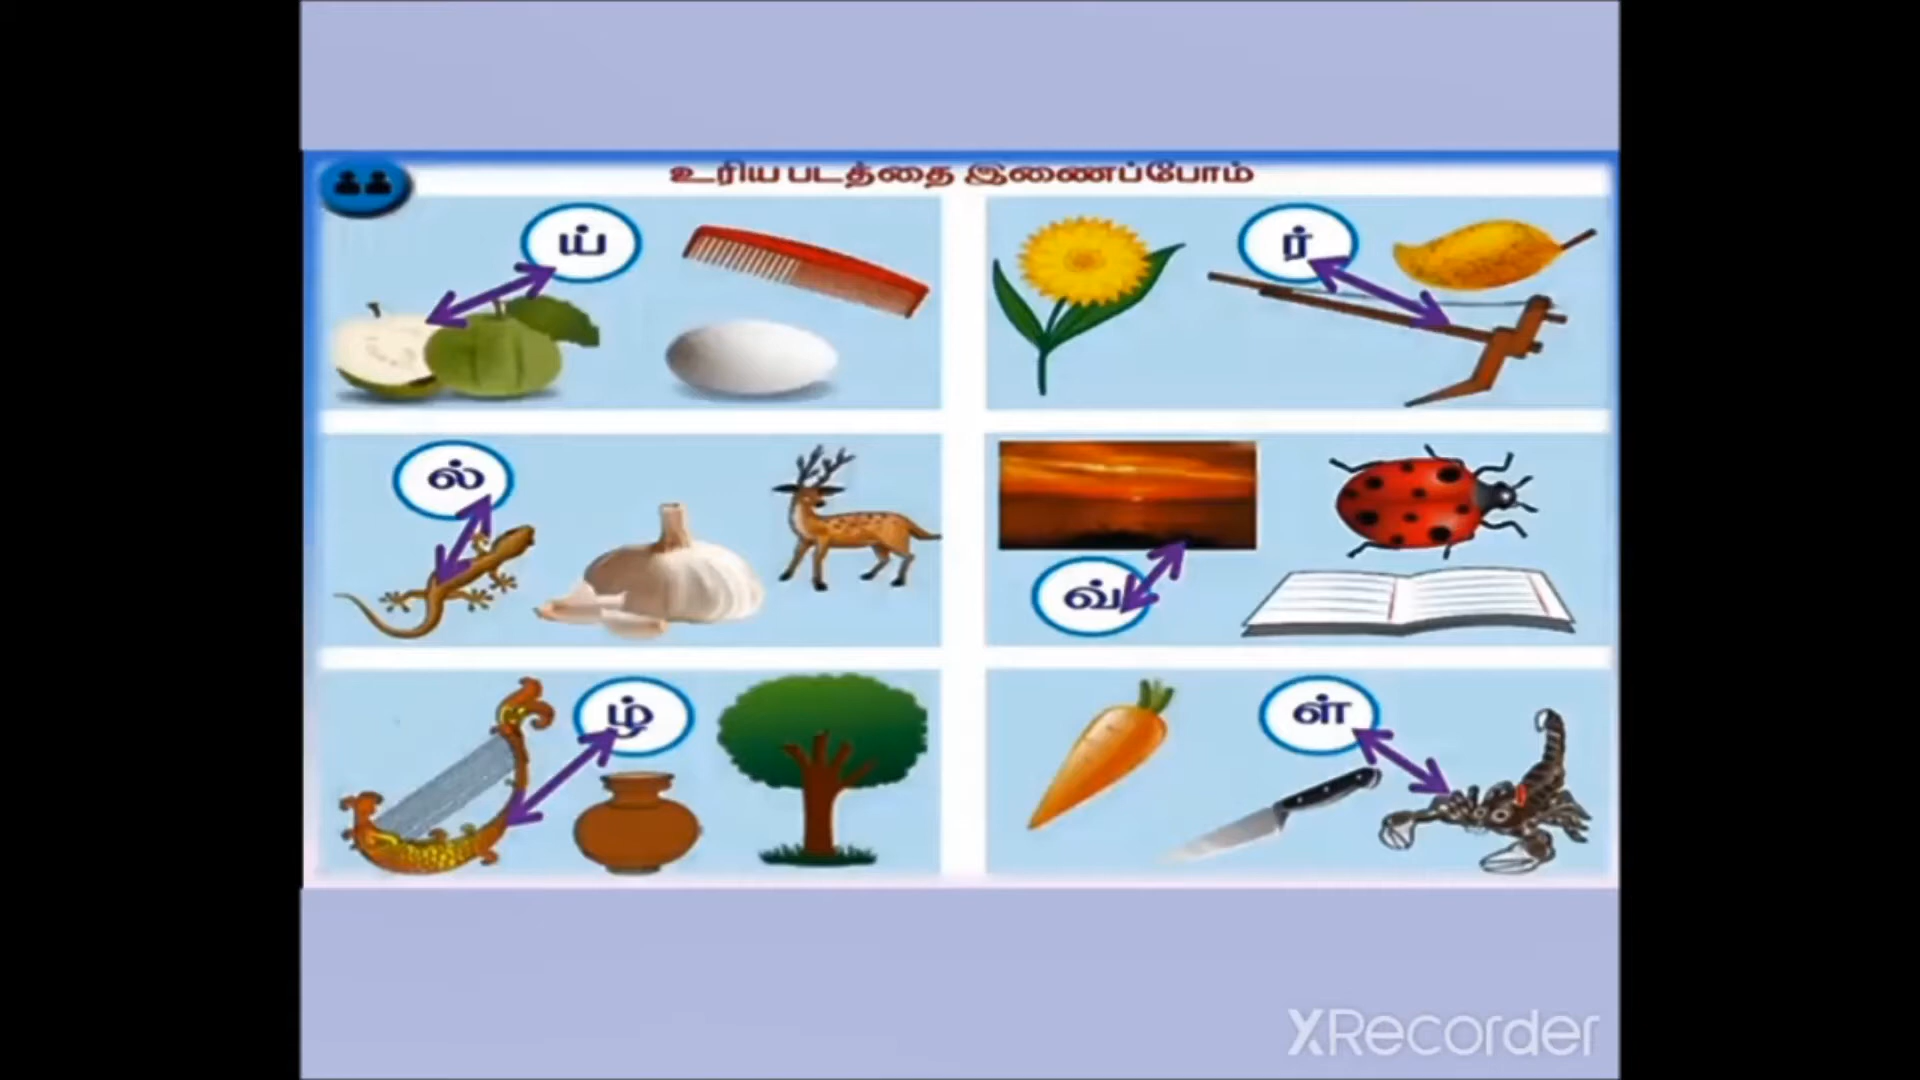 உரிய படத்தை இணைப்போம்
ய்
ர்
ல்
வ்
ழ்
ள்
XRecorder